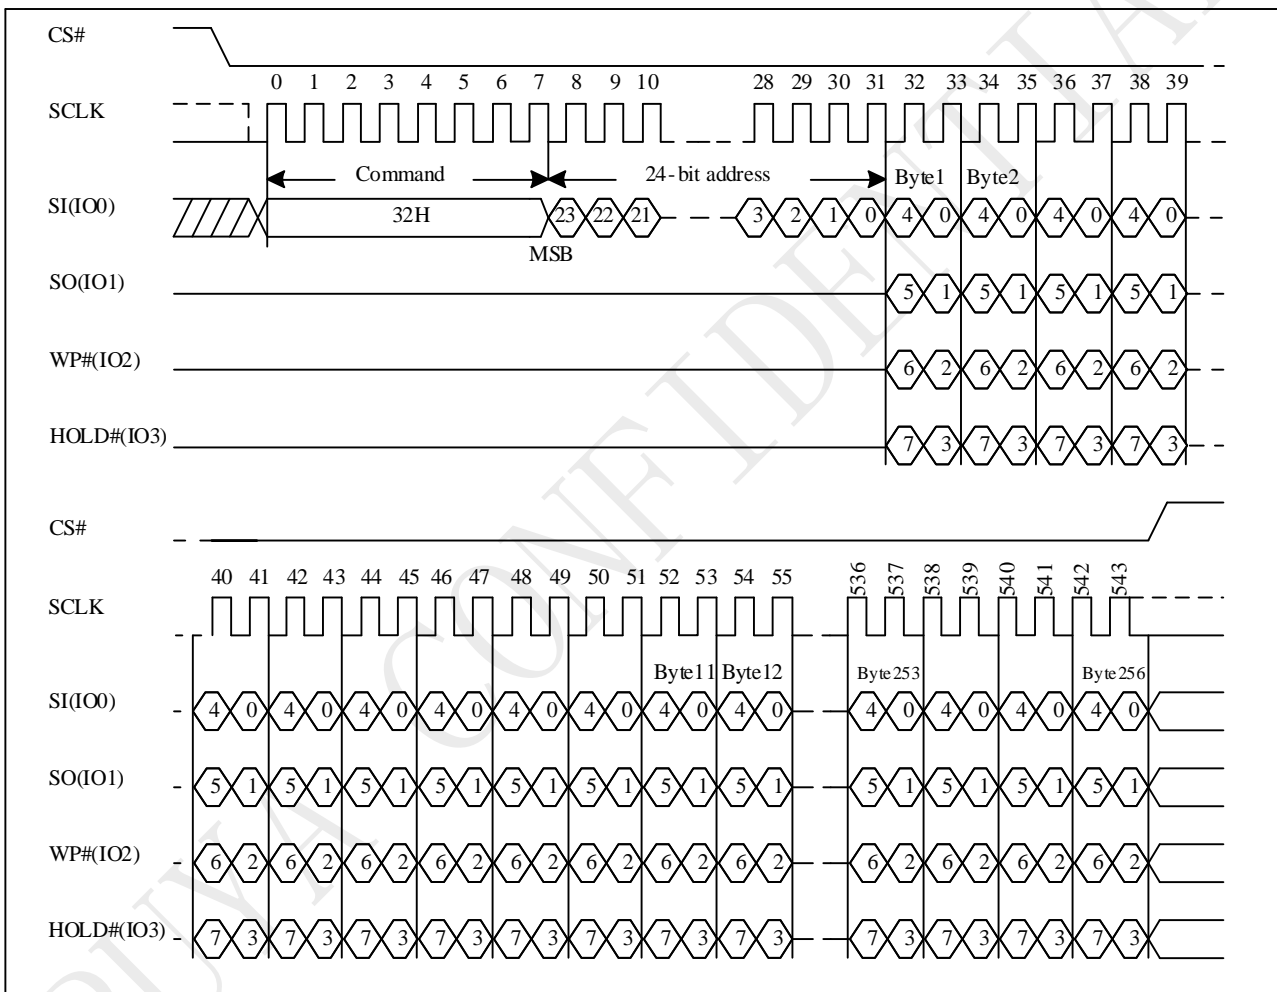 CS#
0 1 2 3 4 5 6 7 8 9 10 28 29 30 31 32 33 34 35 36 37 38 39
SCLK
Command 24-bit address Byte1 Byte2
SI(IO0) 32H 23 22 21 3 2 1 0 4 0 4 0 4 0 4 0
MSB
SO(IO1) 5 1 5 1 5 1 5 1
WP#(IO2) 6 2 6 2 6 2 6 2
HOLD#(IO3) 7 3 7 3 7 3 7 3
CS#
40 41 42 43 44 45 46 47 48 49 50 51 52 53 54 55 536 537 538 539 540 541 542 543
SCLK
Byte11 Byte12 Byte253 Byte256
SI(IO0) 4 0 4 0 4 0 4 0 4 0 4 0 4 0 4 0 4 0 4 0 4 0 4 0
SO(IO1) 5 1 5 1 5 1 5 1 5 1 5 1 5 1 5 1 5 1 5 1 5 1 5 1
WP#(IO2) 6 2 6 2 6 2 6 2 6 2 6 2 6 2 6 2 6 2 6 2 6 2 6 2
HOLD#(IO3) 7 3 7 3 7 3 7 3 7 3 7 3 7 3 7 3 7 3 7 3 7 3 7 3
PUYA CONFIDENTIA